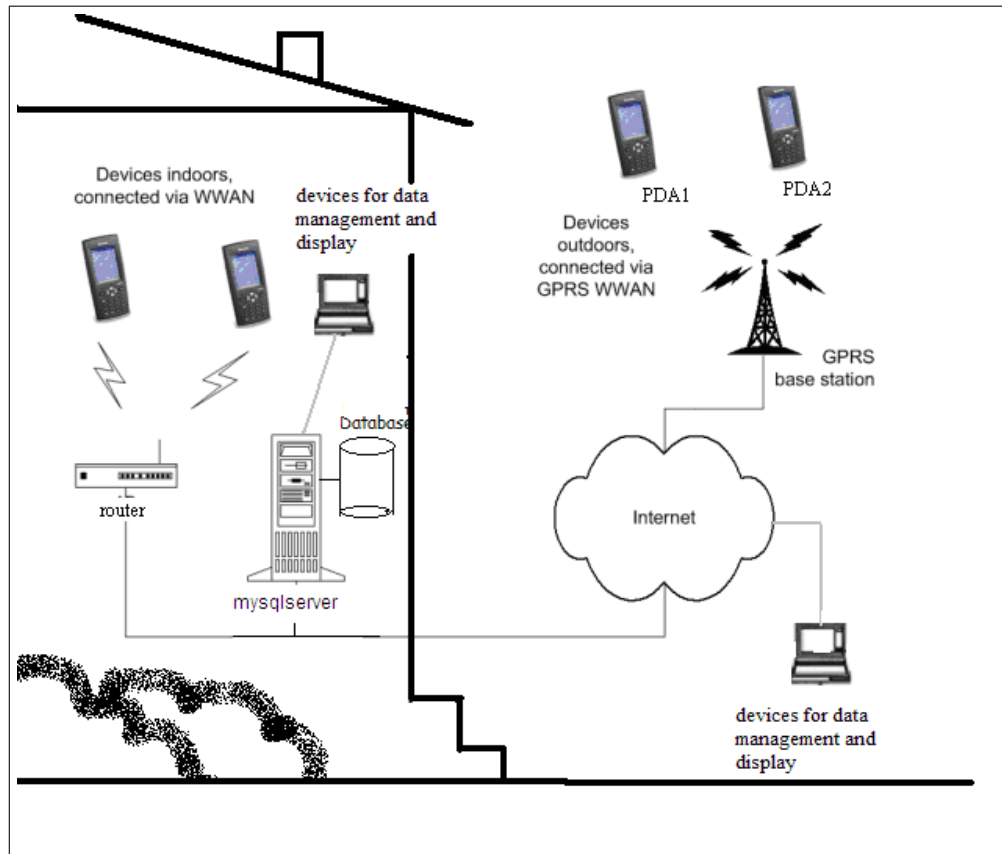 Devices indoors,
connected via WWAN
devices for data
management and
display
PDA1
PDA2
Devices
outdoors,
connected via
GPRS WWAN
GPRS
base station
Database
router
mysqlserver
Internet
devices for data
management and
display